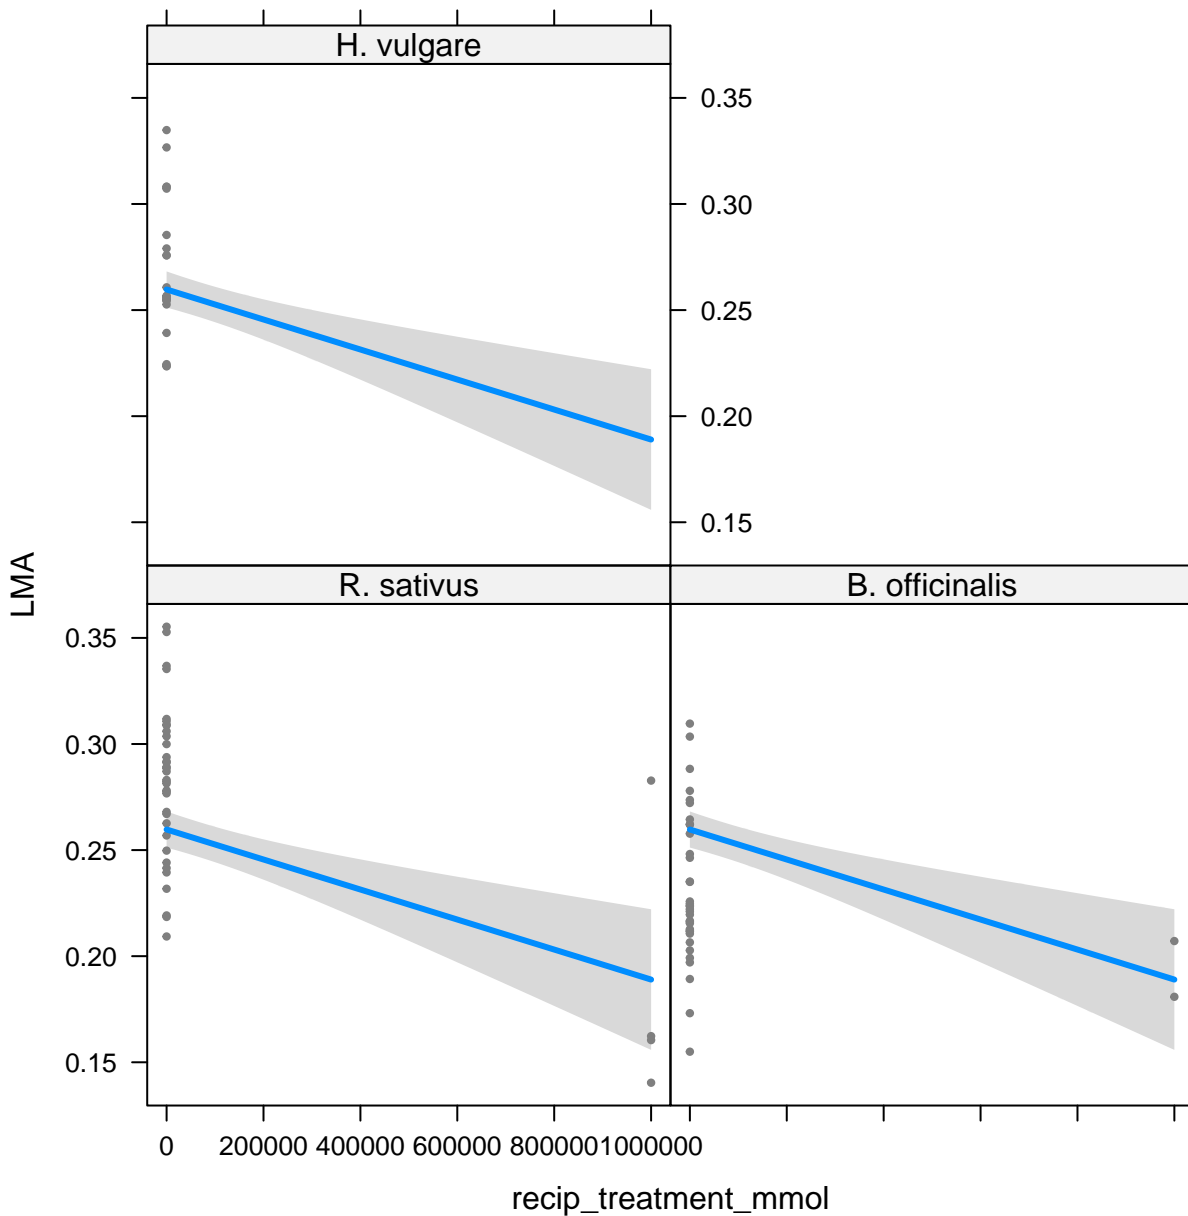 H. vulgare
0.35
0.30
0.25
0.20
0.15
LMA
R. sativus
B. officinalis
0.35
0.30
0.25
0.20
0.15
0 200000 400000 600000 800000 1000000
recip_treatment_mmol